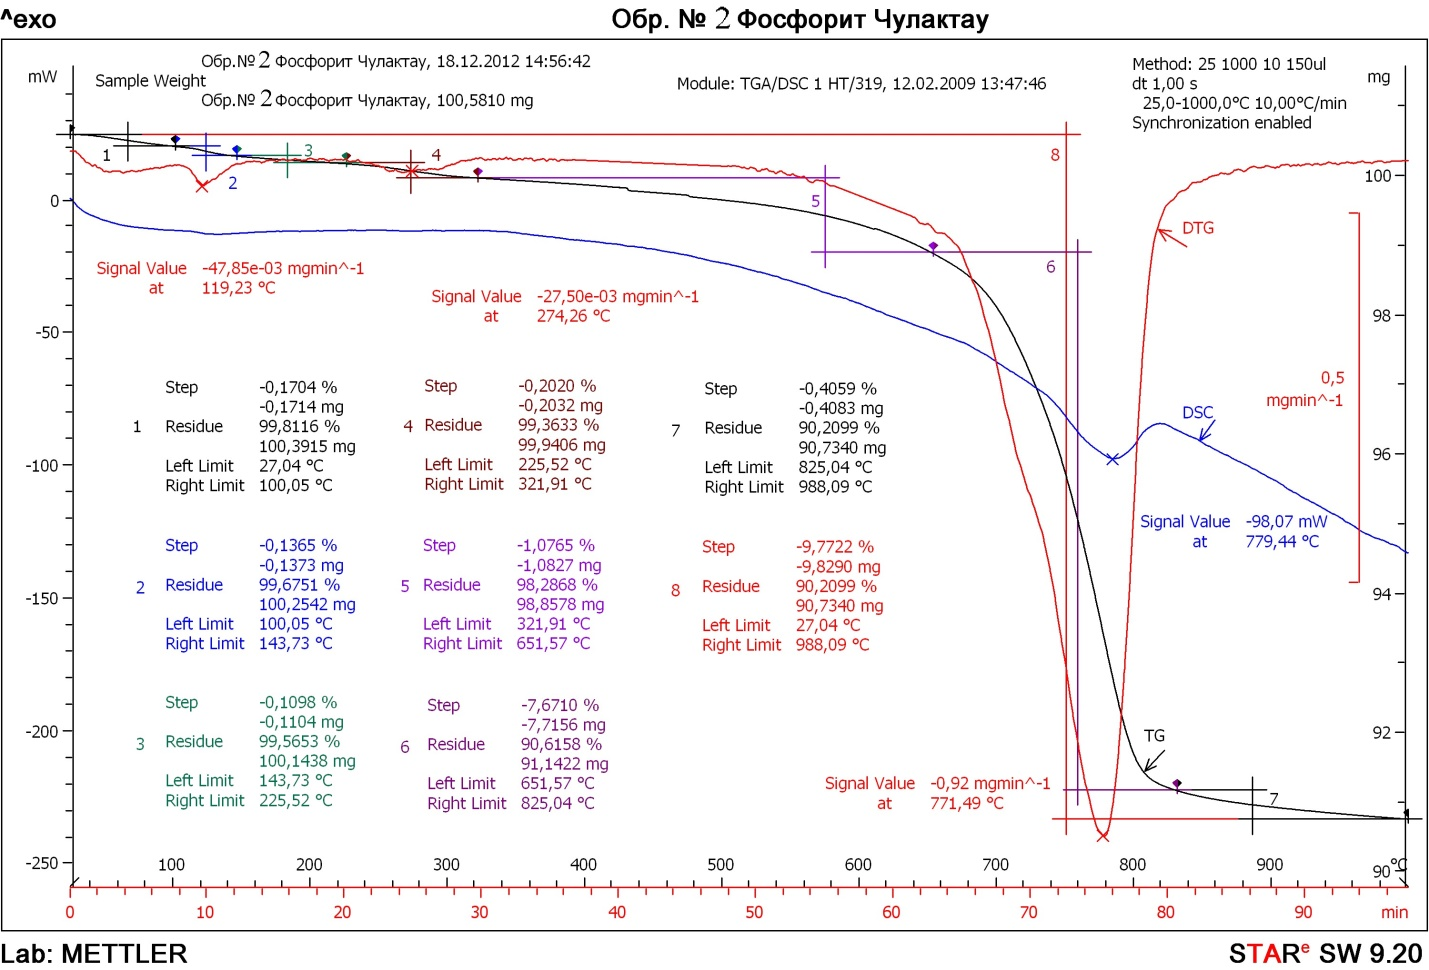 ^exo
Обр. № 2 Фосфорит Чулактау
Обр.№ 2 Фосфорит Чулактау, 18.12.2012 14:56:42
Sample Weight
Обр.№ 2 Фосфорит Чулактау, 100,5810 mg
Module: TGA/DSC 1 HT/319, 12.02.2009 13:47:46
Method: 25 1000 10 150ul
dt 1,00 s
25,0-1000,0°C 10,00°C/min
Synchronization enabled
mW
mg
1
2
3
4
5
6
7
8
0
-50
-100
-150
-200
-250
100
98
96
94
92
90
Signal Value -47,85e-03 mgmin^-1
at 119,23 °C
Signal Value -27,50e-03 mgmin^-1
at 274,26 °C
DTG
0,5
mgmin^-1
DSC
Signal Value -98,07 mW
at 779,44 °C
TG
Signal Value -0,92 mgmin^-1
at 771,49 °C
1
Step -0,1704 %
-0,1714 mg
Residue 99,8116 %
100,3915 mg
Left Limit 27,04 °C
Right Limit 100,05 °C
4
Step -0,2020 %
-0,2032 mg
Residue 99,3633 %
99,9406 mg
Left Limit 225,52 °C
Right Limit 321,91 °C
7
Step -0,4059 %
-0,4083 mg
Residue 90,2099 %
90,7340 mg
Left Limit 825,04 °C
Right Limit 988,09 °C
2
Step -0,1365 %
-0,1373 mg
Residue 99,6751 %
100,2542 mg
Left Limit 100,05 °C
Right Limit 143,73 °C
5
Step -1,0765 %
-1,0827 mg
Residue 98,2868 %
98,8578 mg
Left Limit 321,91 °C
Right Limit 651,57 °C
8
Step -9,7722 %
-9,8290 mg
Residue 90,2099 %
90,7340 mg
Left Limit 27,04 °C
Right Limit 988,09 °C
3
Step -0,1098 %
-0,1104 mg
Residue 99,5653 %
100,1438 mg
Left Limit 143,73 °C
Right Limit 225,52 °C
6
Step -7,6710 %
-7,7156 mg
Residue 90,6158 %
91,1422 mg
Left Limit 651,57 °C
Right Limit 825,04 °C
100 200 300 400 500 600 700 800 900 °C
0 10 20 30 40 50 60 70 80 90 min
Lab: METTLER
STARe SW 9.20